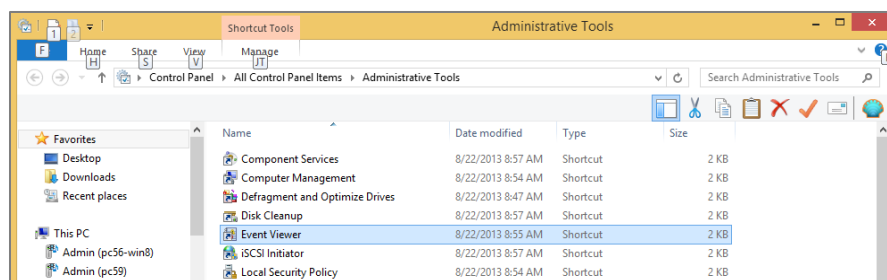 1 2 Shortcut Tools Administrative Tools
F Home Share View Manage
H S V JT
Control Panel All Control Panel Items Administrative Tools Search Administrative Tools
Favorites Name Date modified Type Size
Desktop Component Services 8/22/2013 8:57 AM Shortcut 2 KB
Downloads Computer Management 8/22/2013 8:54 AM Shortcut 2 KB
Recent places Defragment and Optimize Drives 8/22/2013 8:47 AM Shortcut 2 KB
Disk Cleanup 8/22/2013 8:57 AM Shortcut 2 KB
This PC Event Viewer 8/22/2013 8:55 AM Shortcut 2 KB
Admin (pc56-win8) iSCSI Initiator 8/22/2013 8:57 AM Shortcut 2 KB
Admin (pc59) Local Security Policy 8/22/2013 8:54 AM Shortcut 2 KB